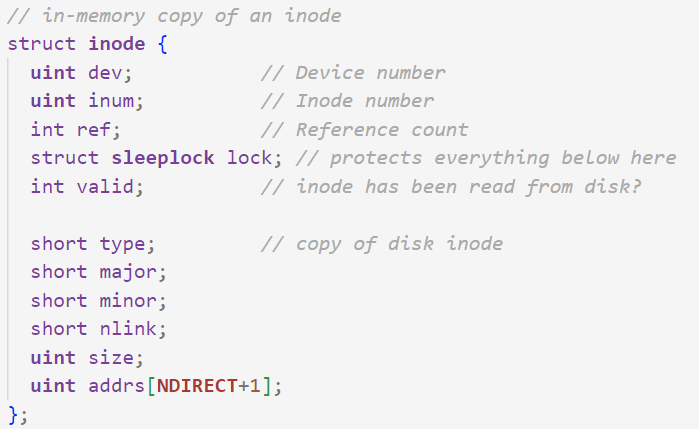 // in-memory copy of an inode
struct inode {
  uint dev;           // Device number
  uint inum;          // Inode number
  int ref;            // Reference count
  struct sleeplock lock; // protects everything below here
  int valid;          // inode has been read from disk?

  short type;         // copy of disk inode
  short major;
  short minor;
  short nlink;
  uint size;
  uint addrs[NDIRECT+1];
};